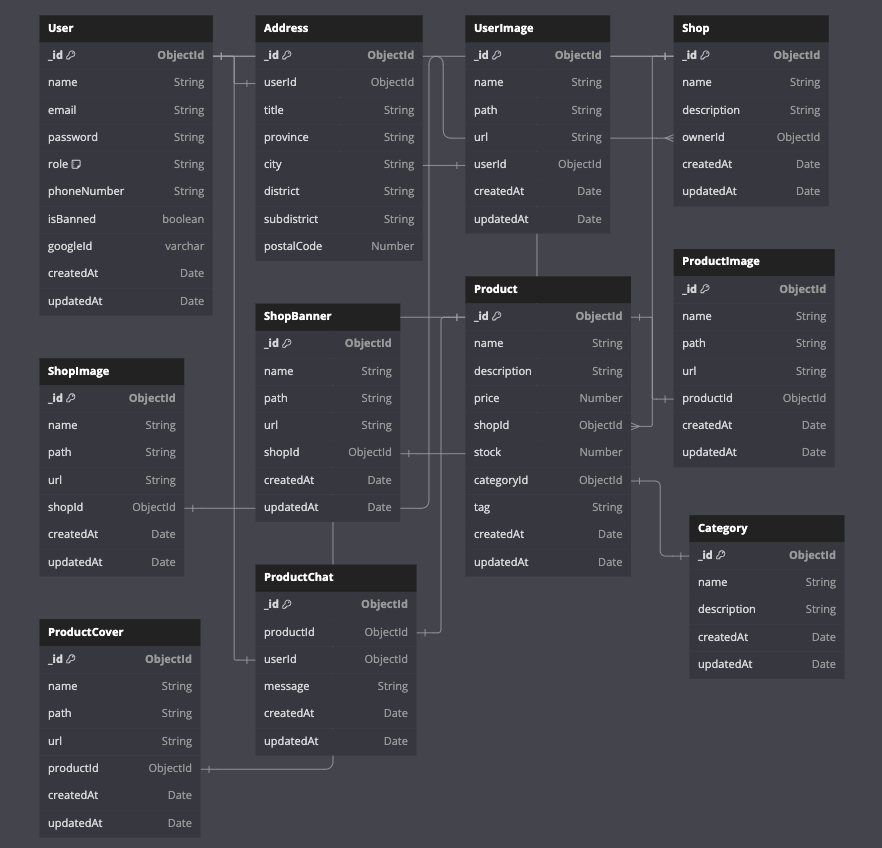 User
_id ObjectId
name String
email String
password String
role String
phoneNumber String
isBanned boolean
googleId varchar
createdAt Date
updatedAt Date
Address
_id ObjectId
userId ObjectId
title String
province String
city String
district String
subdistrict String
postalCode Number
UserImage
_id ObjectId
name String
path String
url String
userId ObjectId
createdAt Date
updatedAt Date
Shop
_id ObjectId
name String
description String
ownerId ObjectId
createdAt Date
updatedAt Date
ProductImage
_id ObjectId
name String
path String
url String
productId ObjectId
createdAt Date
updatedAt Date
Product
_id ObjectId
name String
description String
price Number
shopId ObjectId
stock Number
categoryId ObjectId
tag String
createdAt Date
updatedAt Date
ShopBanner
_id ObjectId
name String
path String
url String
shopId ObjectId
createdAt Date
updatedAt Date
ShopImage
_id ObjectId
name String
path String
url String
shopId ObjectId
createdAt Date
updatedAt Date
Category
_id ObjectId
name String
description String
createdAt Date
updatedAt Date
ProductChat
_id ObjectId
productId ObjectId
userId ObjectId
message String
createdAt Date
updatedAt Date
ProductCover
_id ObjectId
name String
path String
url String
productId ObjectId
createdAt Date
updatedAt Date